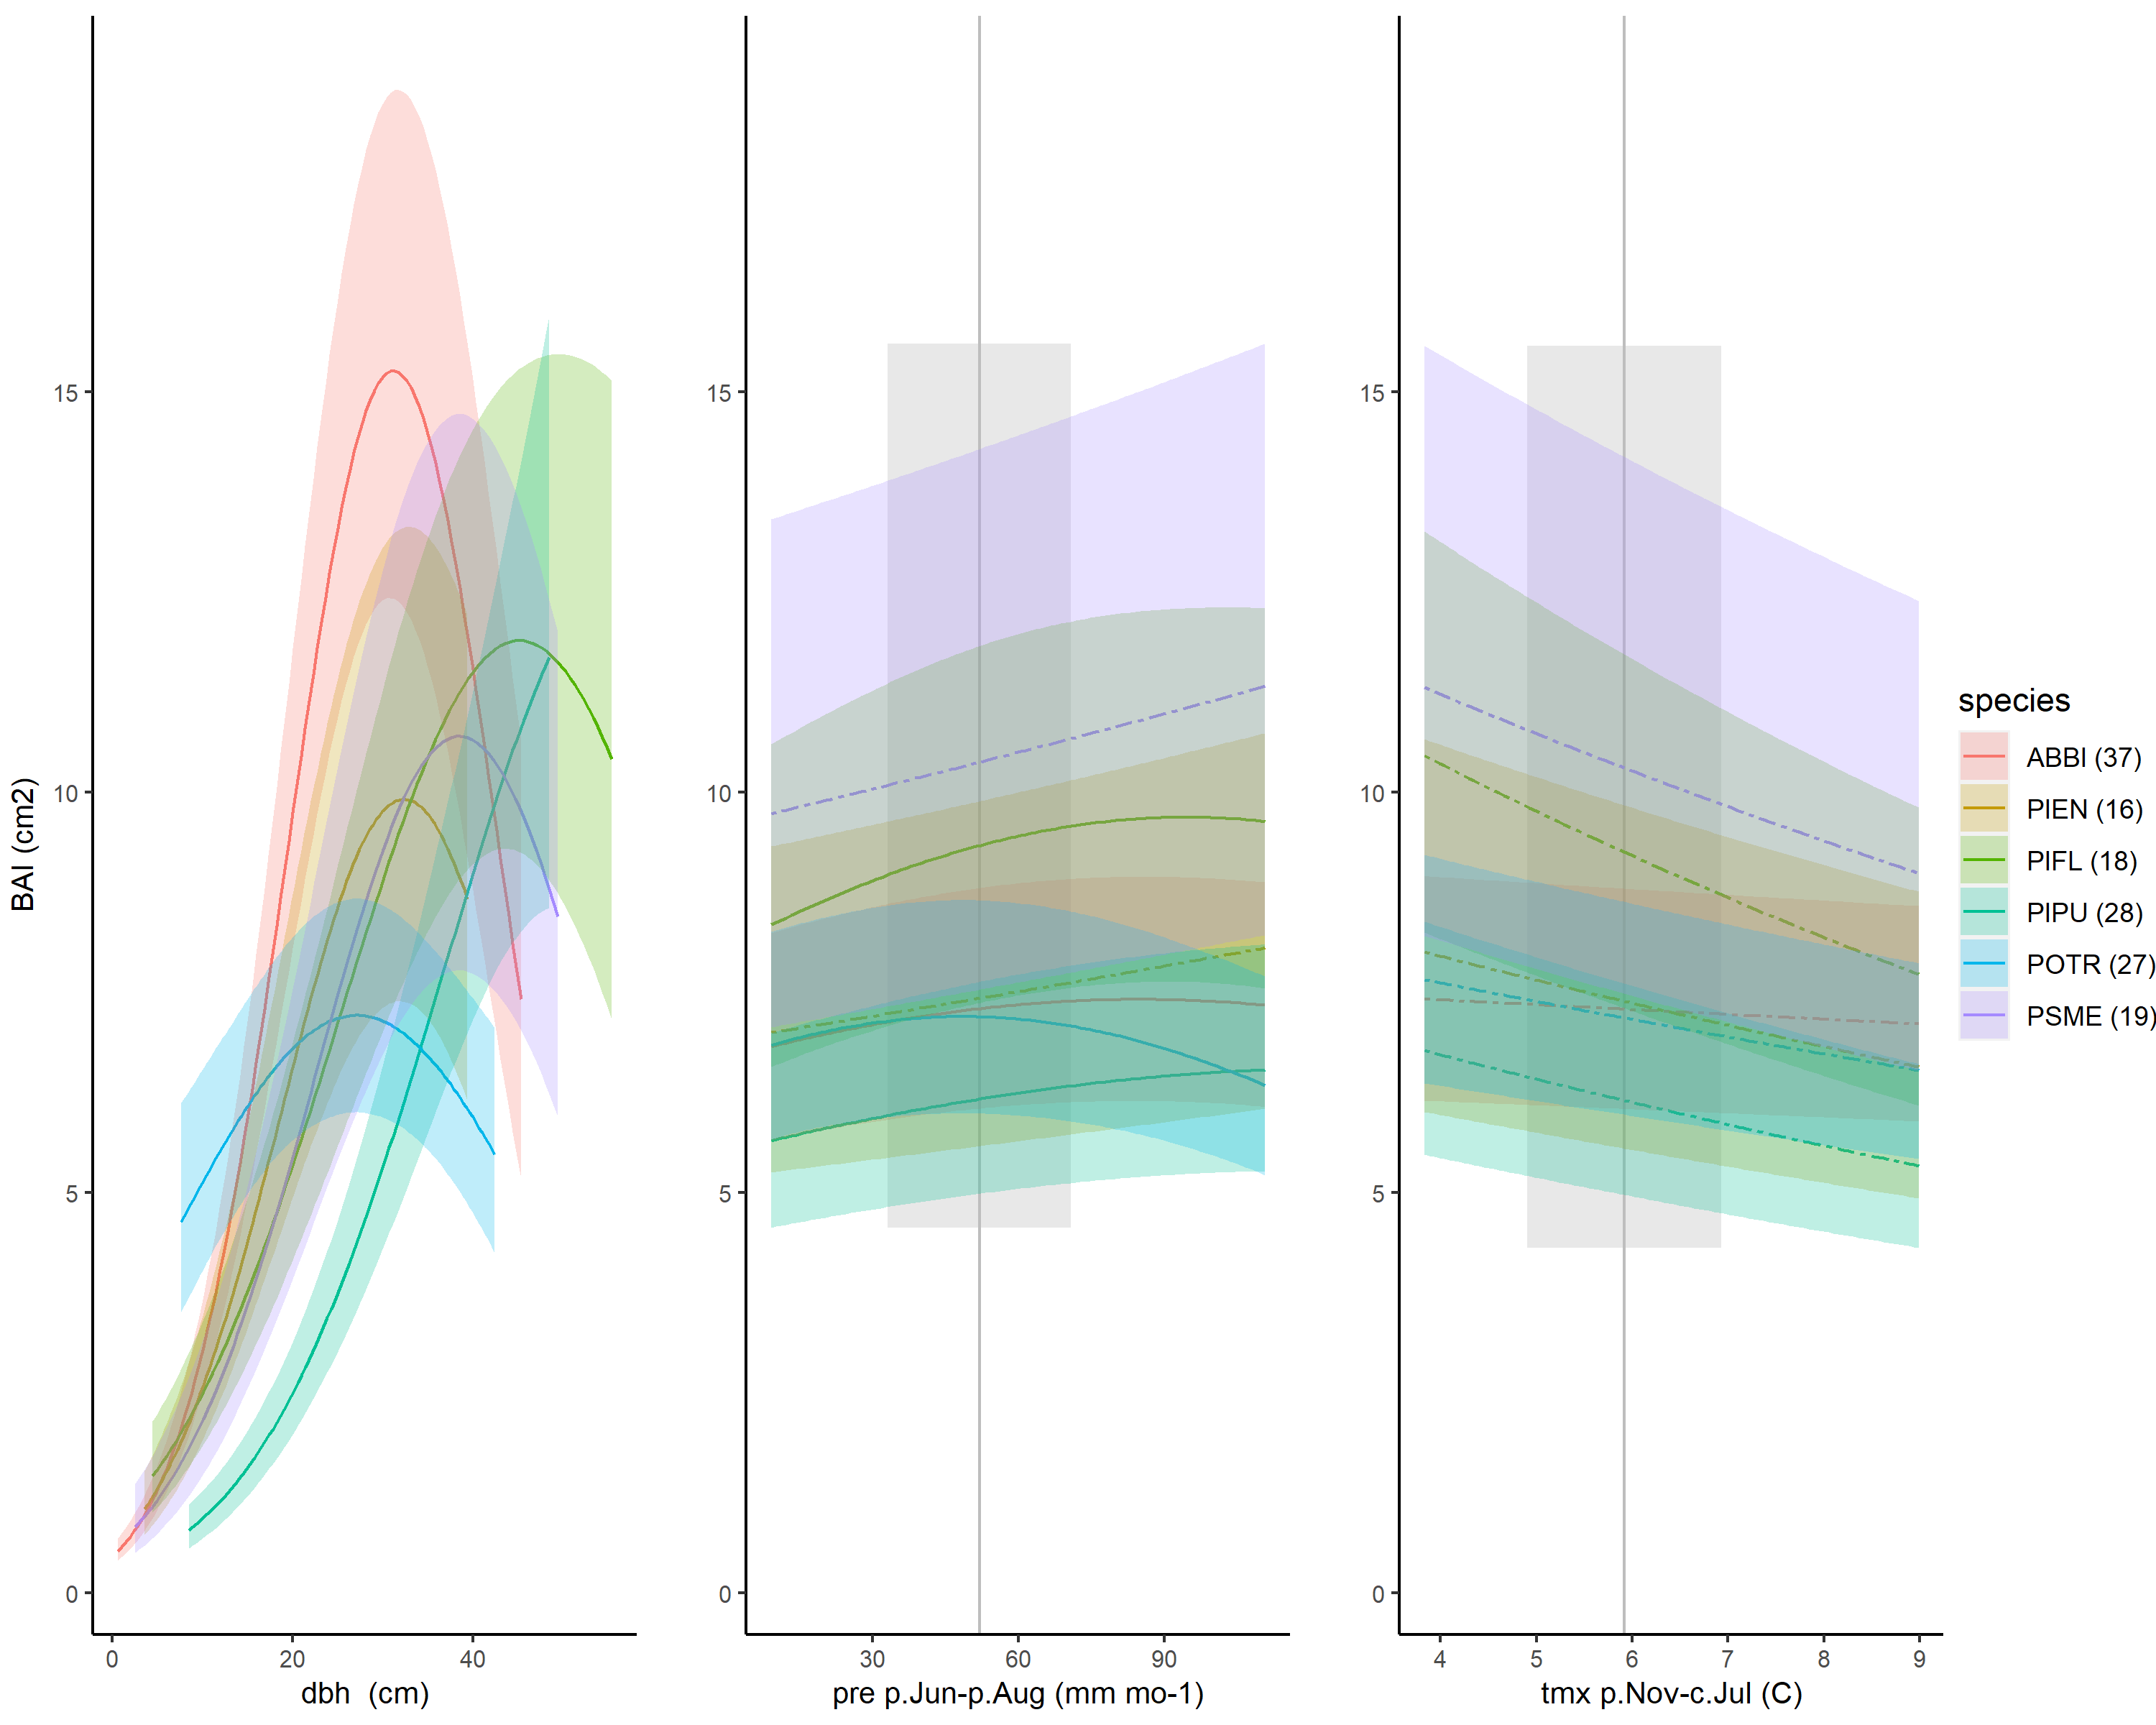 BAI (cm2)
15
10
5
0
0 20 40
dbh (cm)
15
10
5
0
30 60 90
pre p.Jun-p.Aug (mm mo-1)
15
10
5
0
4 5 6 7 8 9
tmx p.Nov-c.Jul (C)
species
ABBI (37)
PIEN (16)
PIFL (18)
PIPU (28)
POTR (27)
PSME (19)